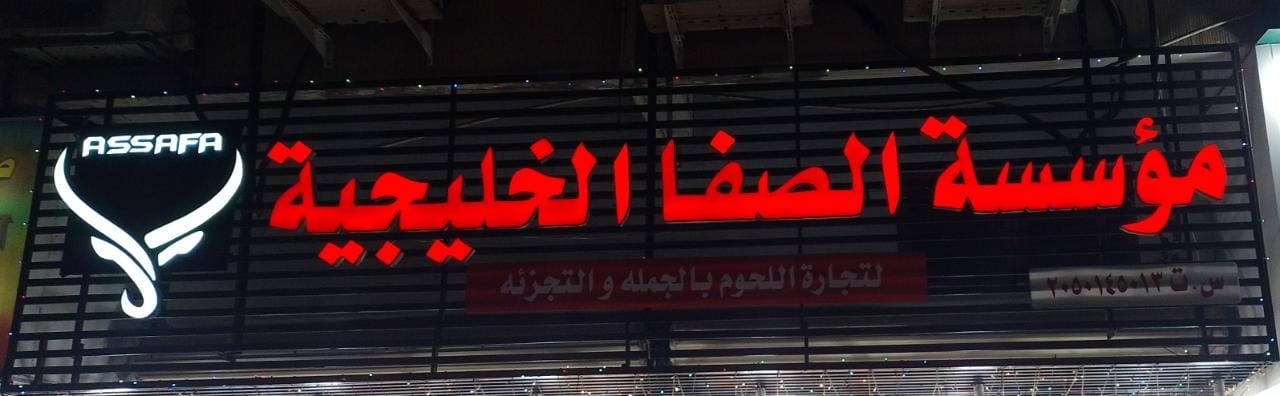 ASSAFA
مؤسسة الصفا الخليجية
لتجارة اللحوم بالجمله و التجزئه
س.ت ٢٠٥٠١٤٥٠١٣